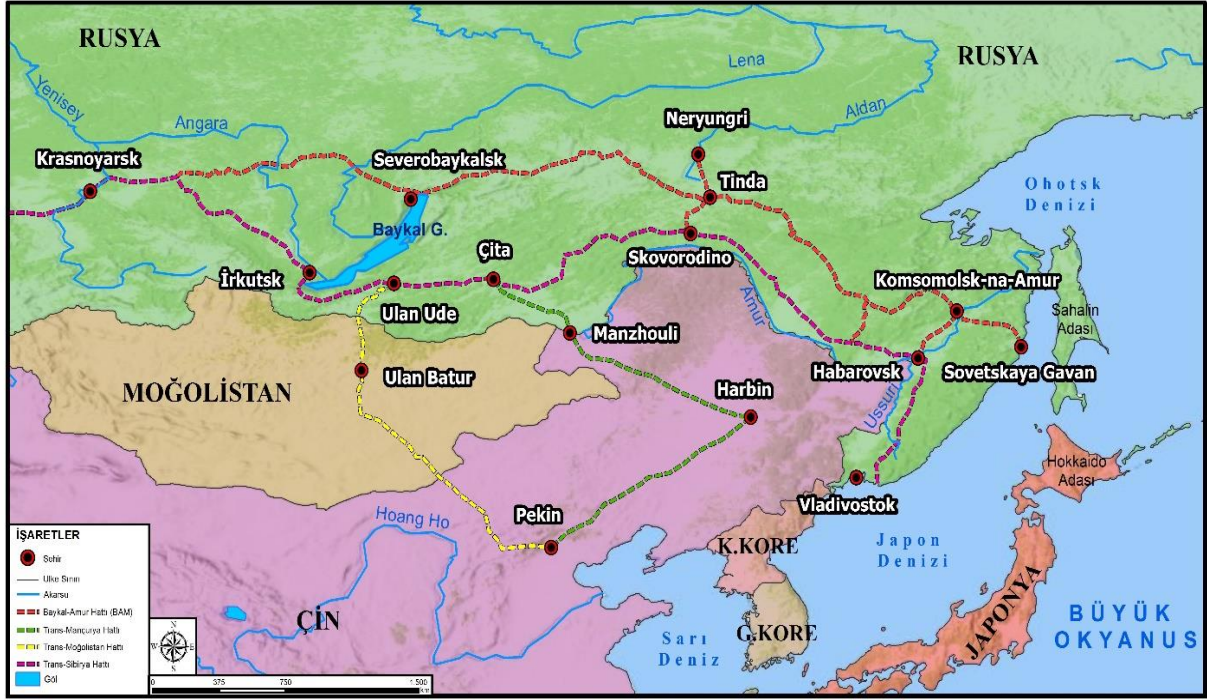 RUSYA
RUSYA
Lena
Yenisey
Angara
Aldan
Neryungri
Krasnoyarsk
Severobaykalsk
Tinda
Ohotsk
Denizi
Baykal G.
Çita
Skovorodino
İrkutsk
Komsomolsk-na-Amur
Ulan Ude
Amur
Sahalin
Adası
Manzhouli
Habarovsk
Sovetskaya Gavan
Ulan Batur
MOĞOLİSTAN
Harbin
Ussuri
Hokkaido
Adası
Vladivostok
Pekin
Hoang Ho
K.KORE
Japon
Denizi
ÇİN
JAPONYA
BÜYÜK
OKYANUS
G.KORE
Sarı
Deniz
İŞARETLER
Şehir
Ülke Sınırı
Akarsu
Baykal-Amur Hattı (BAM)
Trans-Mançurya Hattı
Trans-Moğolistan Hattı
Trans-Sibirya Hattı
Göl
N
W
E
S
0 375 750 1.500
km